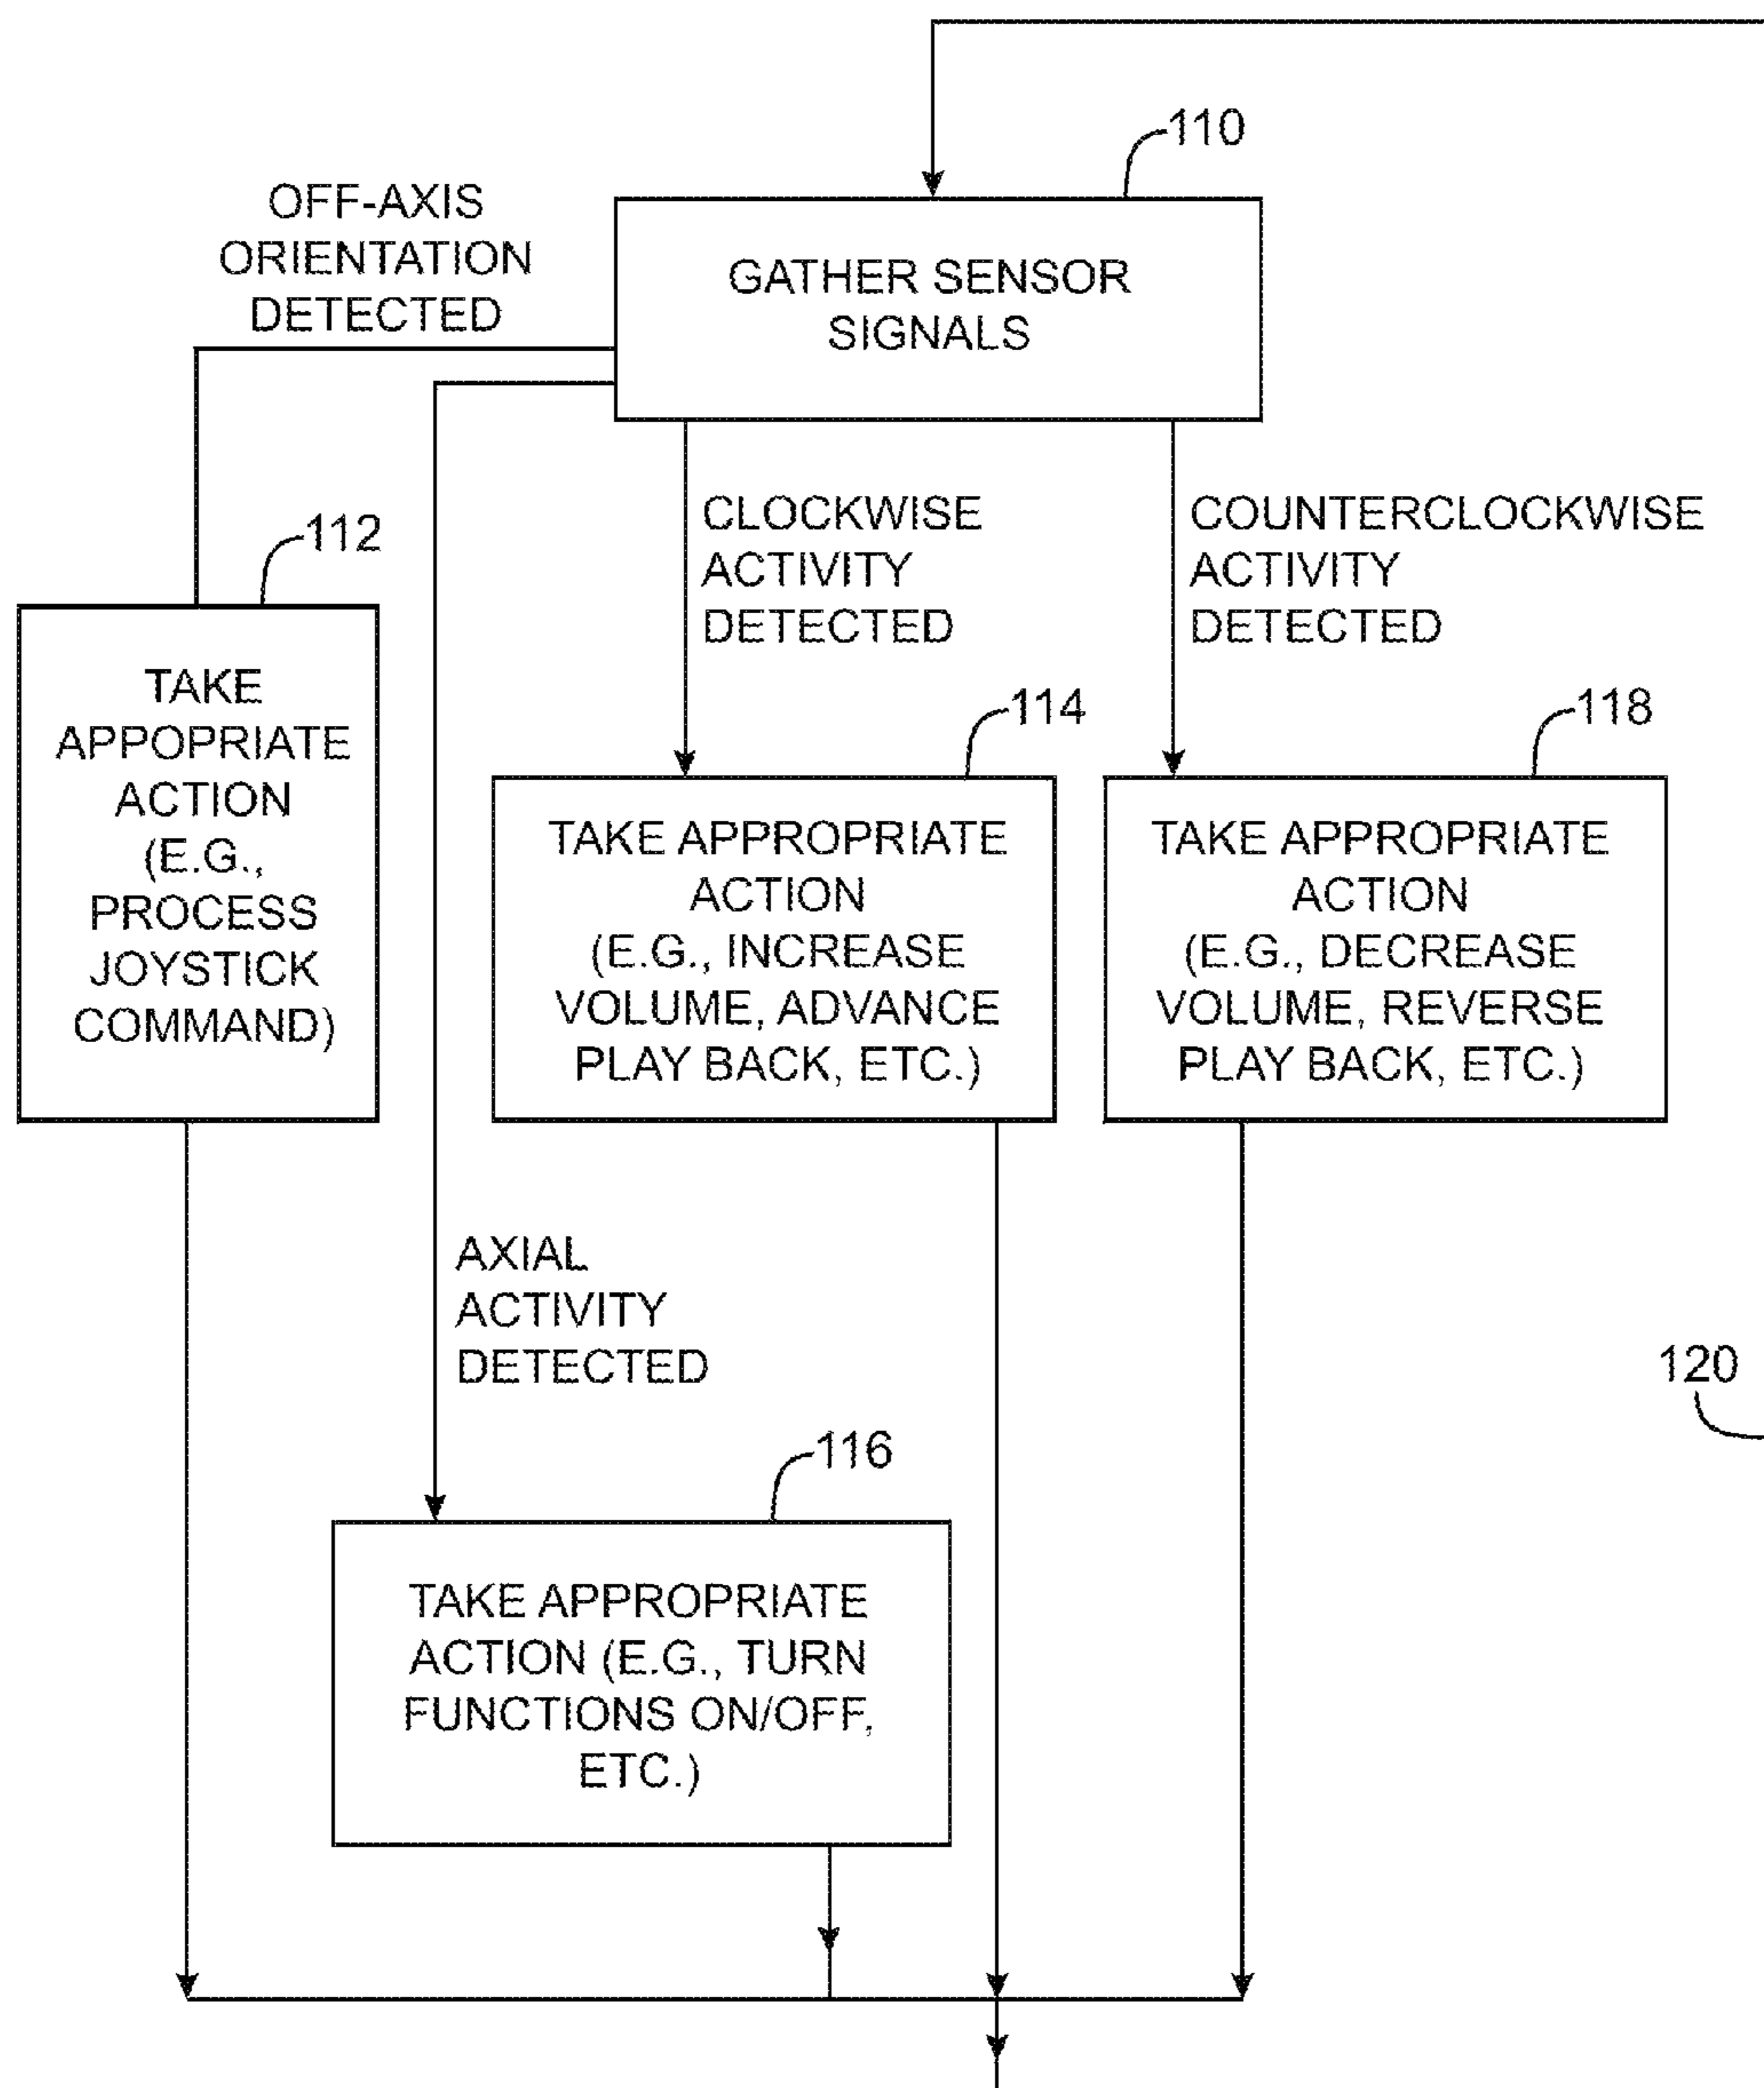 110
OFF-AXIS
ORIENTATION
DETECTED
GATHER SENSOR
SIGNALS
112
CLOCKWISE
ACTIVITY
DETECTED
COUNTERCLOCKWISE
ACTIVITY
DETECTED
TAKE
APPOPRIATE
ACTION
(E.G.,
PROCESS
JOYSTICK
COMMAND)
114
TAKE APPROPRIATE
ACTION
(E.G., INCREASE
VOLUME, ADVANCE
PLAY BACK, ETC.)
118
TAKE APPROPRIATE
ACTION
(E.G., DECREASE
VOLUME, REVERSE
PLAY BACK, ETC.)
AXIAL
ACTIVITY
DETECTED
120
116
TAKE APPROPRIATE
ACTION (E.G., TURN
FUNCTIONS ON/OFF,
ETC.)